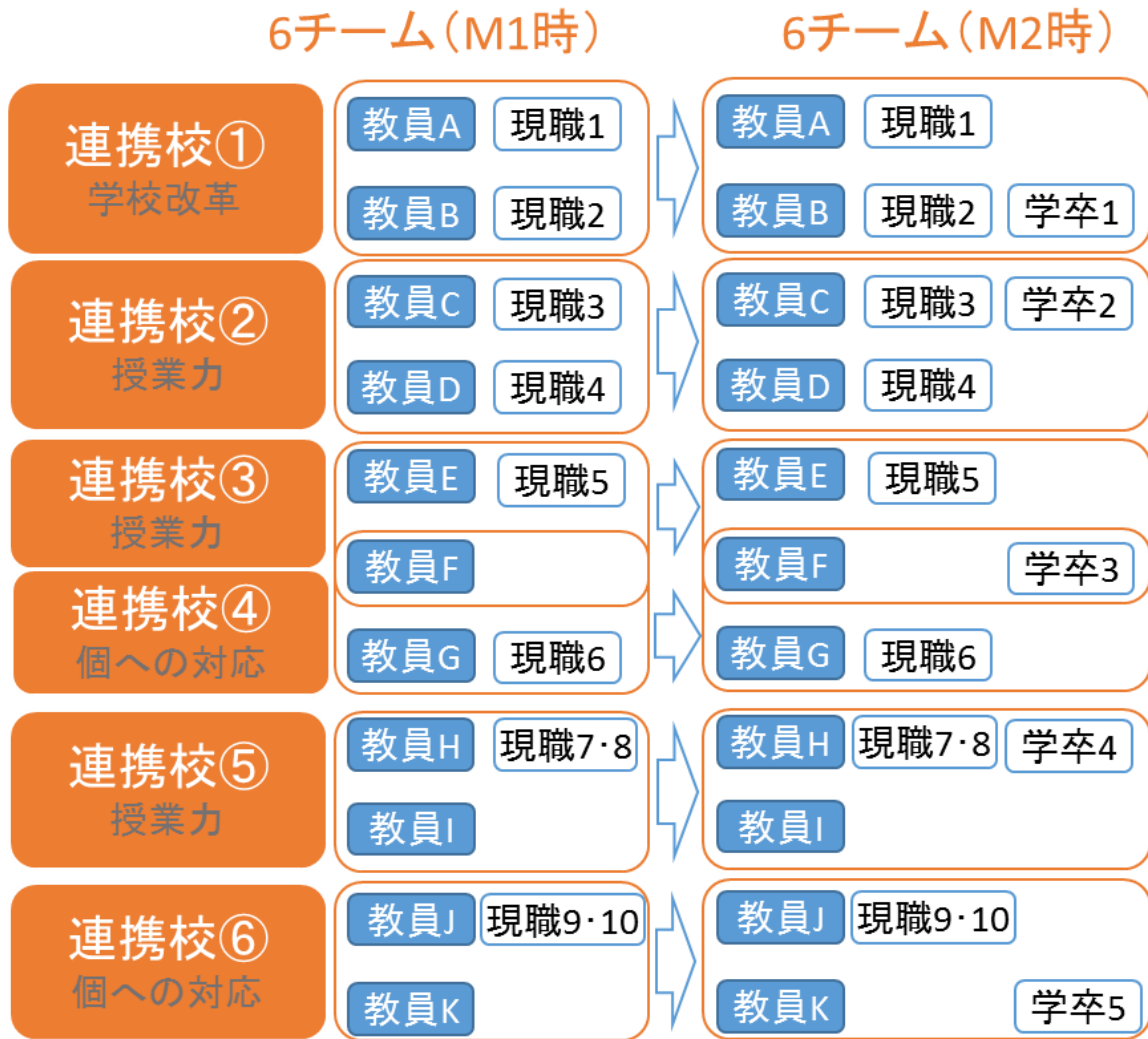 6チーム（M1時） 6チーム（M2時）
連携校①
学校改革
教員A 現職1 教員A 現職1
教員B 現職2 教員B 現職2 学卒1
連携校②
授業力
教員C 現職3 教員C 現職3 学卒2
教員D 現職4 教員D 現職4
連携校③
授業力
教員E 現職5 教員E 現職5
教員F 教員F 学卒3
連携校④
個への対応
教員G 現職6 教員G 現職6
連携校⑤
授業力
教員H 現職7・8 教員H 現職7・8 学卒4
教員I 教員I
連携校⑥
個への対応
教員J 現職9・10 教員J 現職9・10
教員K 教員K 学卒5